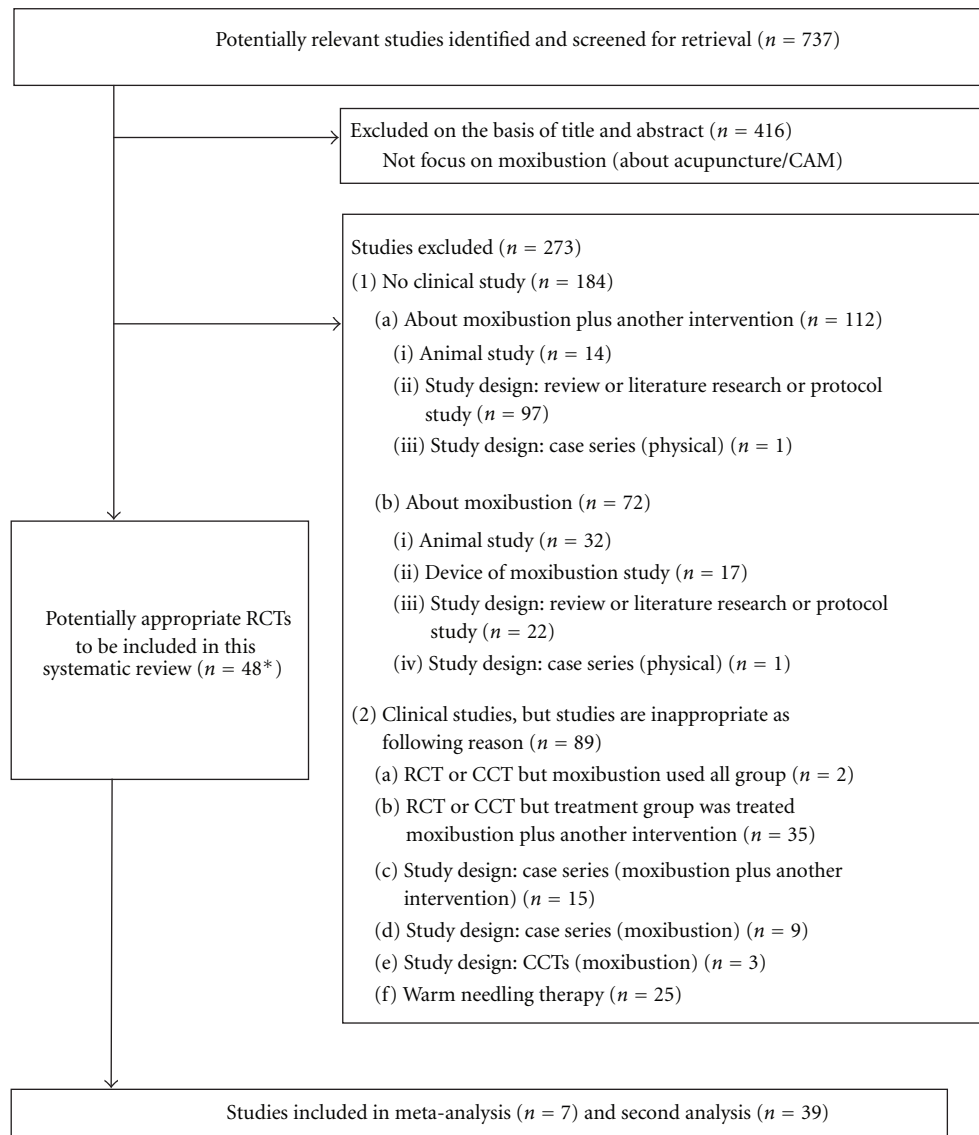 Potentially relevant studies identified and screened for retrieval (n = 737)
Excluded on the basis of title and abstract (n = 416)
Not focus on moxibustion (about acupuncture/CAM)
Studies excluded (n = 273)
(1) No clinical study (n = 184)
(a) About moxibustion plus another intervention (n = 112)
(i) Animal study (n = 14)
(ii) Study design: review or literature research or protocol
study (n = 97)
(iii) Study design: case series (physical) (n = 1)
(b) About moxibustion (n = 72)
(i) Animal study (n = 32)
(ii) Device of moxibustion study (n = 17)
(iii) Study design: review or literature research or protocol
study (n = 22)
(iv) Study design: case series (physical) (n = 1)
(2) Clinical studies, but studies are inappropriate as
following reason (n = 89)
(a) RCT or CCT but moxibustion used all group (n = 2)
(b) RCT or CCT but treatment group was treated
moxibustion plus another intervention (n = 35)
(c) Study design: case series (moxibustion plus another
intervention) (n = 15)
(d) Study design: case series (moxibustion) (n = 9)
(e) Study design: CCTs (moxibustion) (n = 3)
(f) Warm needling therapy (n = 25)
Potentially appropriate RCTs
to be included in this
systematic review (n = 48*)
Studies included in meta-analysis (n = 7) and second analysis (n = 39)